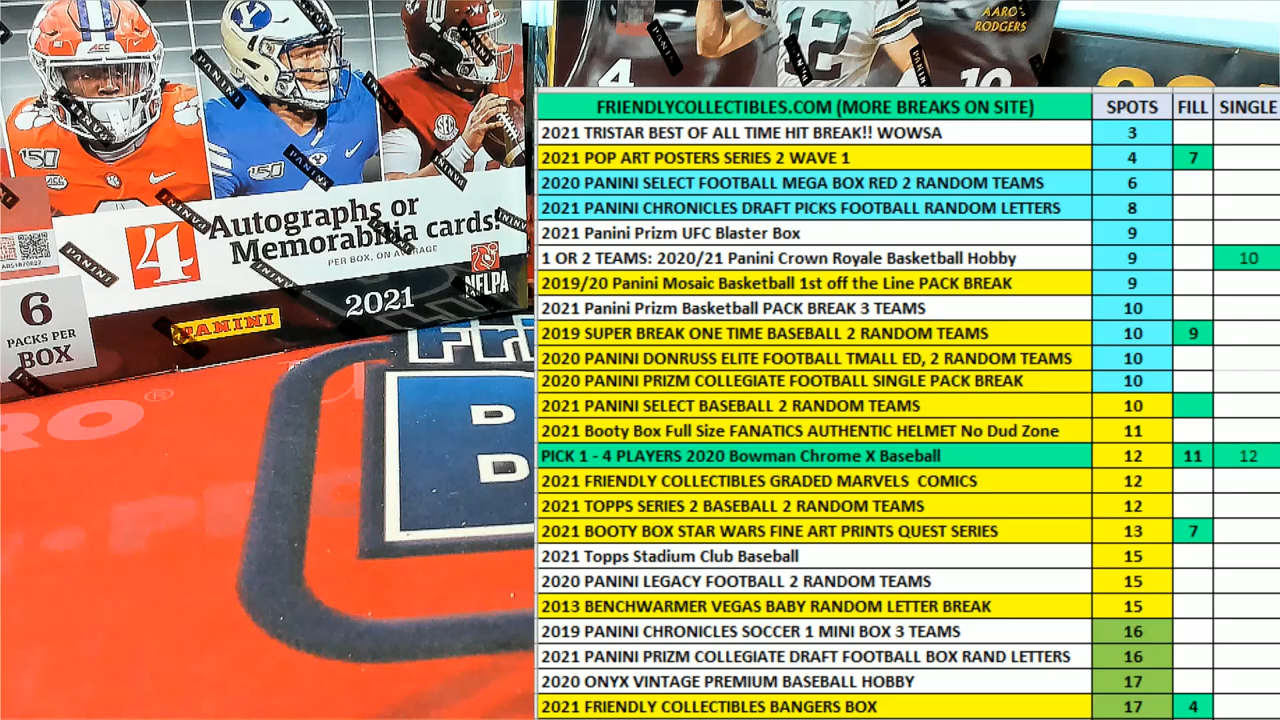 AARO
RODGERS
4
12
10
ACC
150
ACC
150
SEC
PANINI
4
Autographs or
Memorabilia cards!
PER BOX, ON AVERAGE
NFLPA
2021
PANINI
6
PACKS PER
BOX
RO®
Fri
B
D
FRIENDLYCOLLECTIBLES.COM (MORE BREAKS ON SITE) SPOTS FILL SINGLE
2021 TRISTAR BEST OF ALL TIME HIT BREAK!! WOWSA 3
2021 POP ART POSTERS SERIES 2 WAVE 1 4 7
2020 PANINI SELECT FOOTBALL MEGA BOX RED 2 RANDOM TEAMS 6
2021 PANINI CHRONICLES DRAFT PICKS FOOTBALL RANDOM LETTERS 8
2021 Panini Prizm UFC Blaster Box 9
1 OR 2 TEAMS: 2020/21 Panini Crown Royale Basketball Hobby 9 10
2019/20 Panini Mosaic Basketball 1st off the Line PACK BREAK 9
2021 Panini Prizm Basketball PACK BREAK 3 TEAMS 10
2019 SUPER BREAK ONE TIME BASEBALL 2 RANDOM TEAMS 10 9
2020 PANINI DONRUSS ELITE FOOTBALL TMALL ED, 2 RANDOM TEAMS 10
2020 PANINI PRIZM COLLEGIATE FOOTBALL SINGLE PACK BREAK 10
2021 PANINI SELECT BASEBALL 2 RANDOM TEAMS 10
2021 Booty Box Full Size FANATICS AUTHENTIC HELMET No Dud Zone 11
PICK 1 - 4 PLAYERS 2020 Bowman Chrome X Baseball 12 11 12
2021 FRIENDLY COLLECTIBLES GRADED MARVELS COMICS 12
2021 TOPPS SERIES 2 BASEBALL 2 RANDOM TEAMS 12
2021 BOOTY BOX STAR WARS FINE ART PRINTS QUEST SERIES 13 7
2021 Topps Stadium Club Baseball 15
2020 PANINI LEGACY FOOTBALL 2 RANDOM TEAMS 15
2013 BENCHWARMER VEGAS BABY RANDOM LETTER BREAK 15
2019 PANINI CHRONICLES SOCCER 1 MINI BOX 3 TEAMS 16
2021 PANINI PRIZM COLLEGIATE DRAFT FOOTBALL BOX RAND LETTERS 16
2020 ONYX VINTAGE PREMIUM BASEBALL HOBBY 17
2021 FRIENDLY COLLECTIBLES BANGERS BOX 17 4